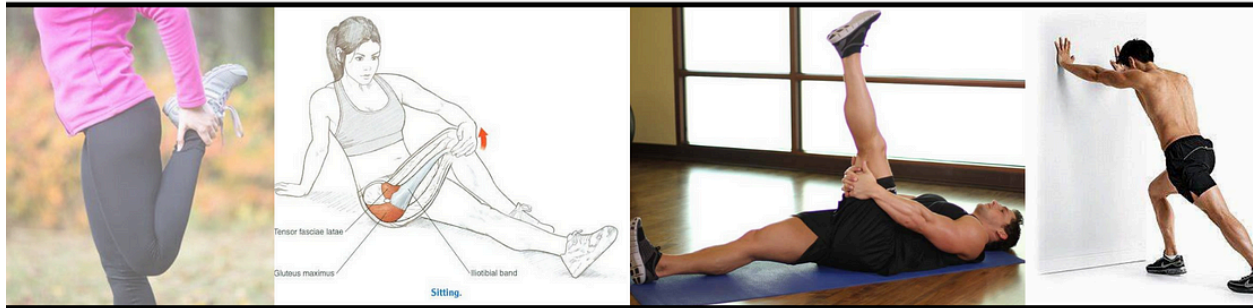 Tensor fasciae latae
Gluteus maximus
Iliotibial band
Sitting.